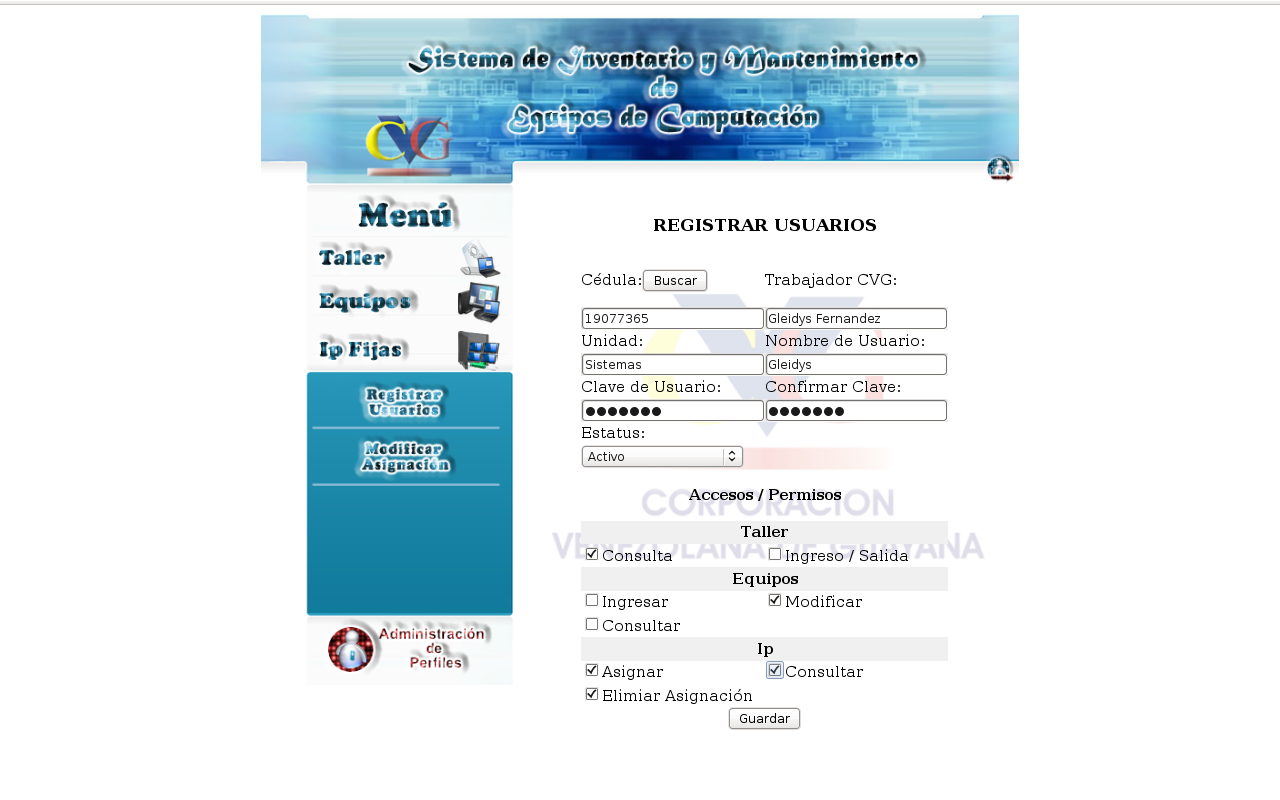 Sistema de Inventario y Mantenimiento
de
Equipos de Computación
CVG
Menú
Taller
Equipos
Ip Fijas
Registrar
Usuarios
Modificar
Asignación
Administración
de
Perfiles
REGISTRAR USUARIOS
Cédula: Buscar Trabajador CVG:
19077365 Gleidys Fernandez
Unidad: Nombre de Usuario:
Sistemas Gleidys
Clave de Usuario: Confirmar Clave:
●●●●●●● ●●●●●●●
Estatus:
Activo
Accesos / Permisos
CORPORACION
Taller
VENEZOLANA DE GUAYANA
Consulta Ingreso / Salida
Equipos
Ingresar Modificar
Consultar
Ip
Asignar Consultar
Elimiar Asignación
Guardar